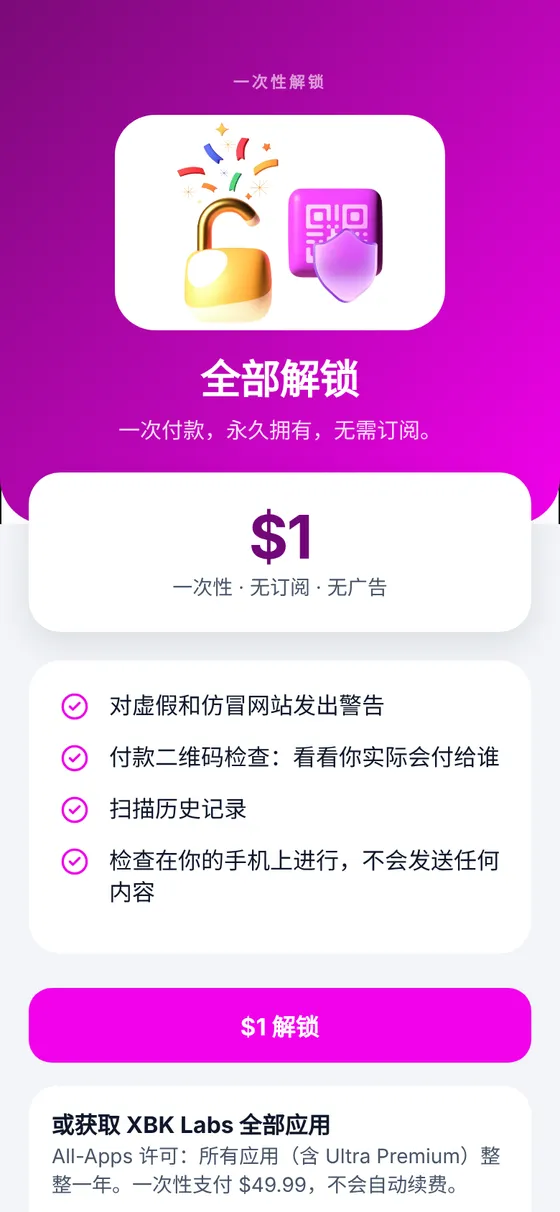 一次性解锁
全部解锁
一次付款，永久拥有，无需订阅。
$1
一次性 · 无订阅 · 无广告
对虚假和仿冒网站发出警告
付款二维码检查：看看你实际会付给谁
扫描历史记录
检查在你的手机上进行，不会发送任何
内容
$1 解锁
或获取 XBK Labs 全部应用
All-Apps 许可：所有应用（含 Ultra Premium）整
整一年。一次性支付 $49.99，不会自动续费。